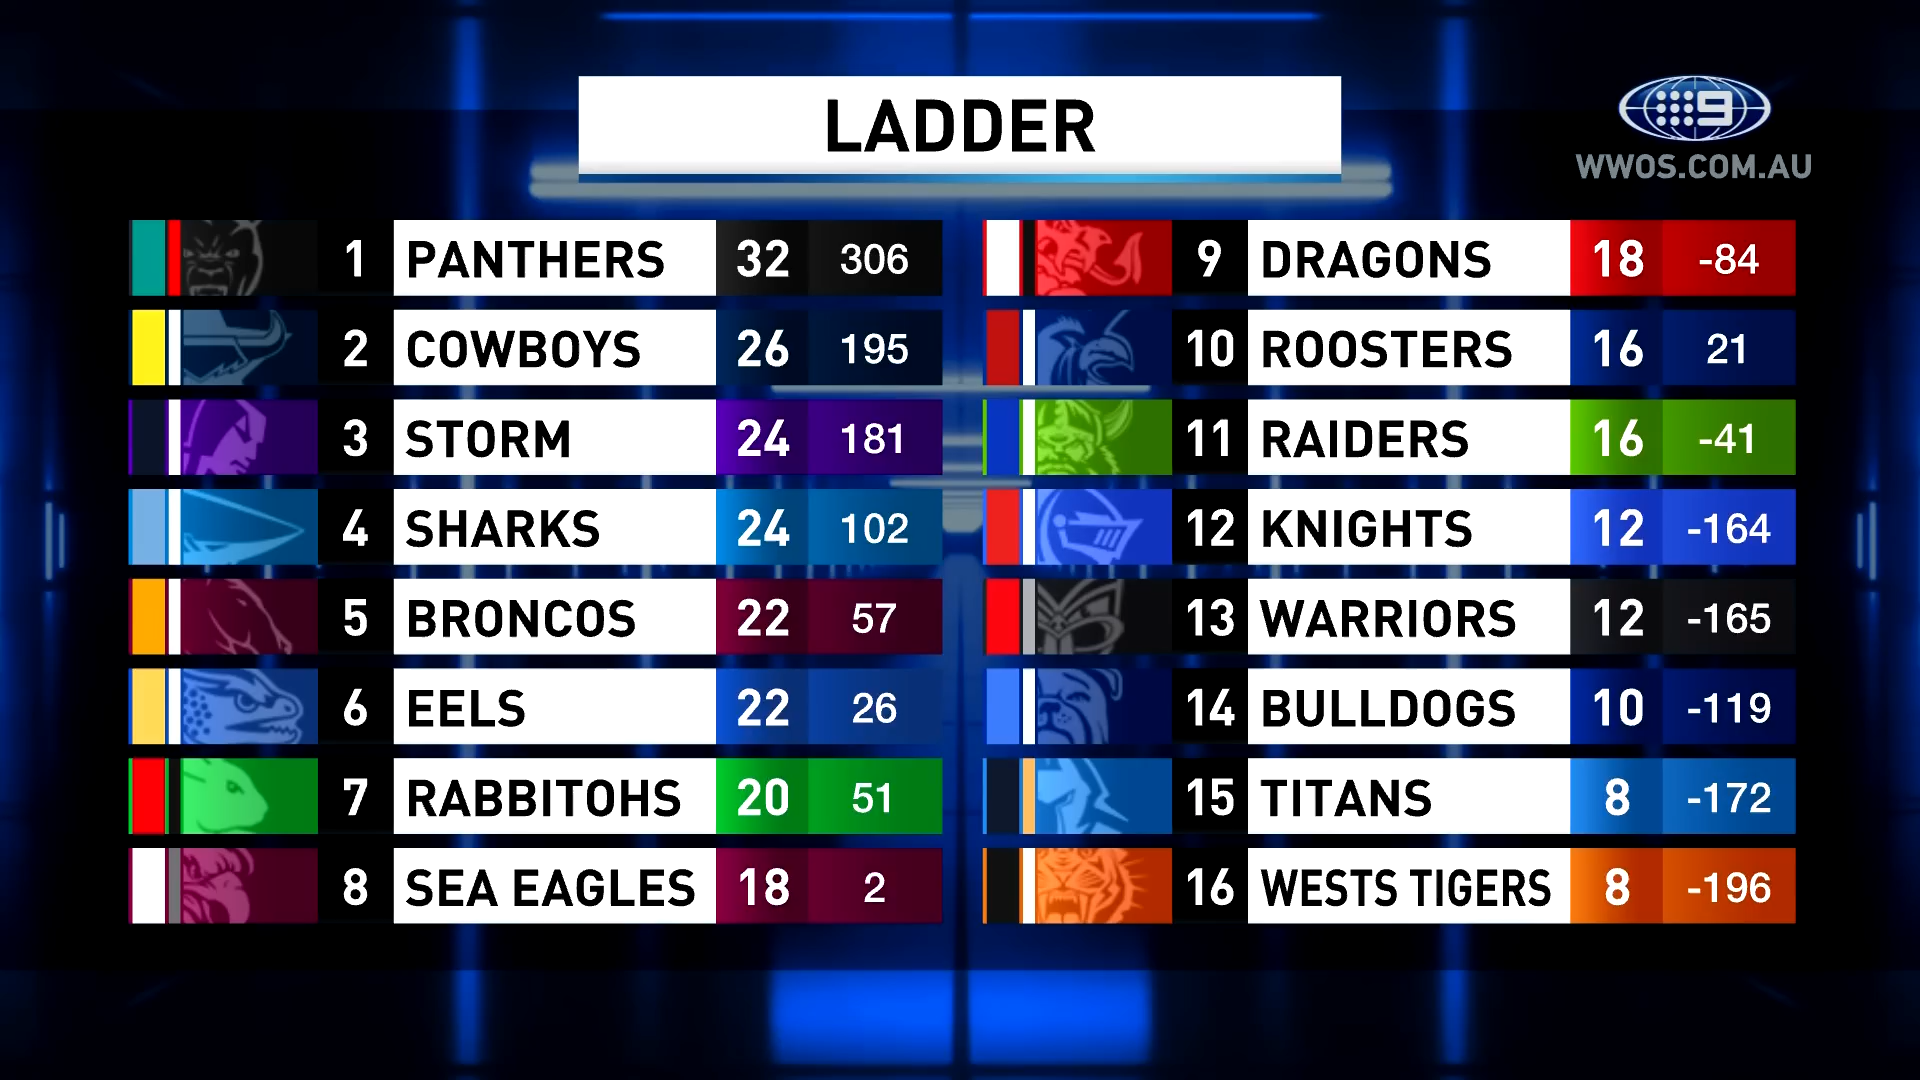 LADDER
9
WWOS.COM.AU
1 PANTHERS 32 306
2 COWBOYS 26 195
3 STORM 24 181
4 SHARKS 24 102
5 BRONCOS 22 57
6 EELS 22 26
7 RABBITOHS 20 51
8 SEA EAGLES 18 2
9 DRAGONS 18 -84
10 ROOSTERS 16 21
11 RAIDERS 16 -41
12 KNIGHTS 12 -164
13 WARRIORS 12 -165
14 BULLDOGS 10 -119
15 TITANS 8 -172
16 WESTS TIGERS 8 -196